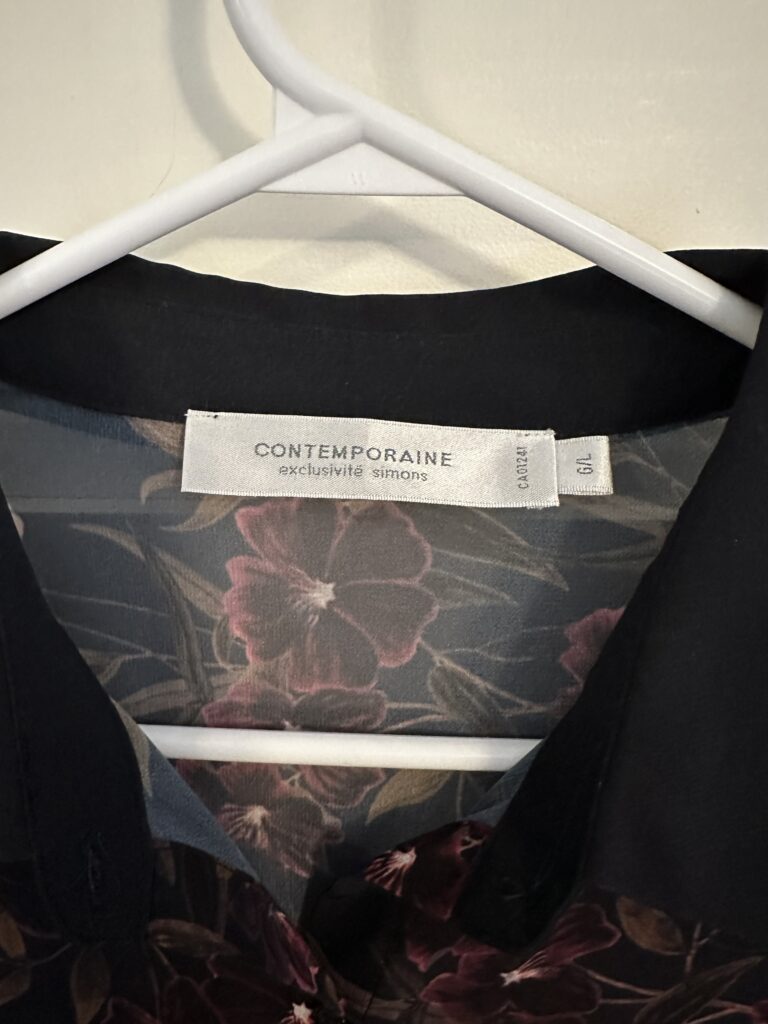 CONTEMPORAINE
exclusivité simons
CA01241
G/L